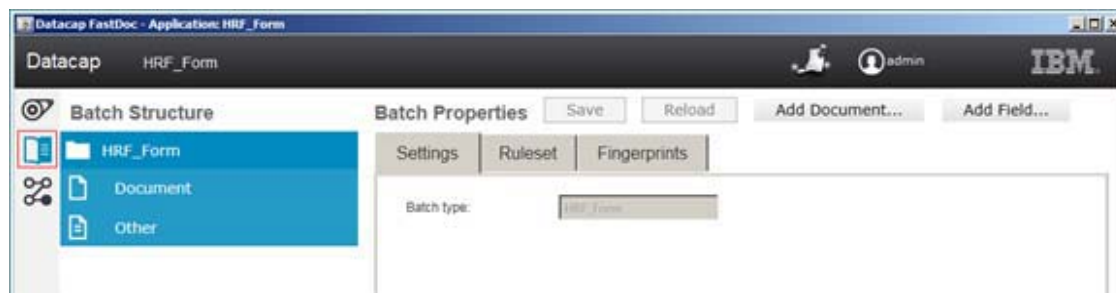 Datacap FastDoc - Application: HRF_Form
Datacap HRF_Form admin IBM
Batch Structure
HRF_Form
Document
Other
Batch Properties Save Reload Add Document... Add Field...
Settings Ruleset Fingerprints
Batch type: HRF_Form